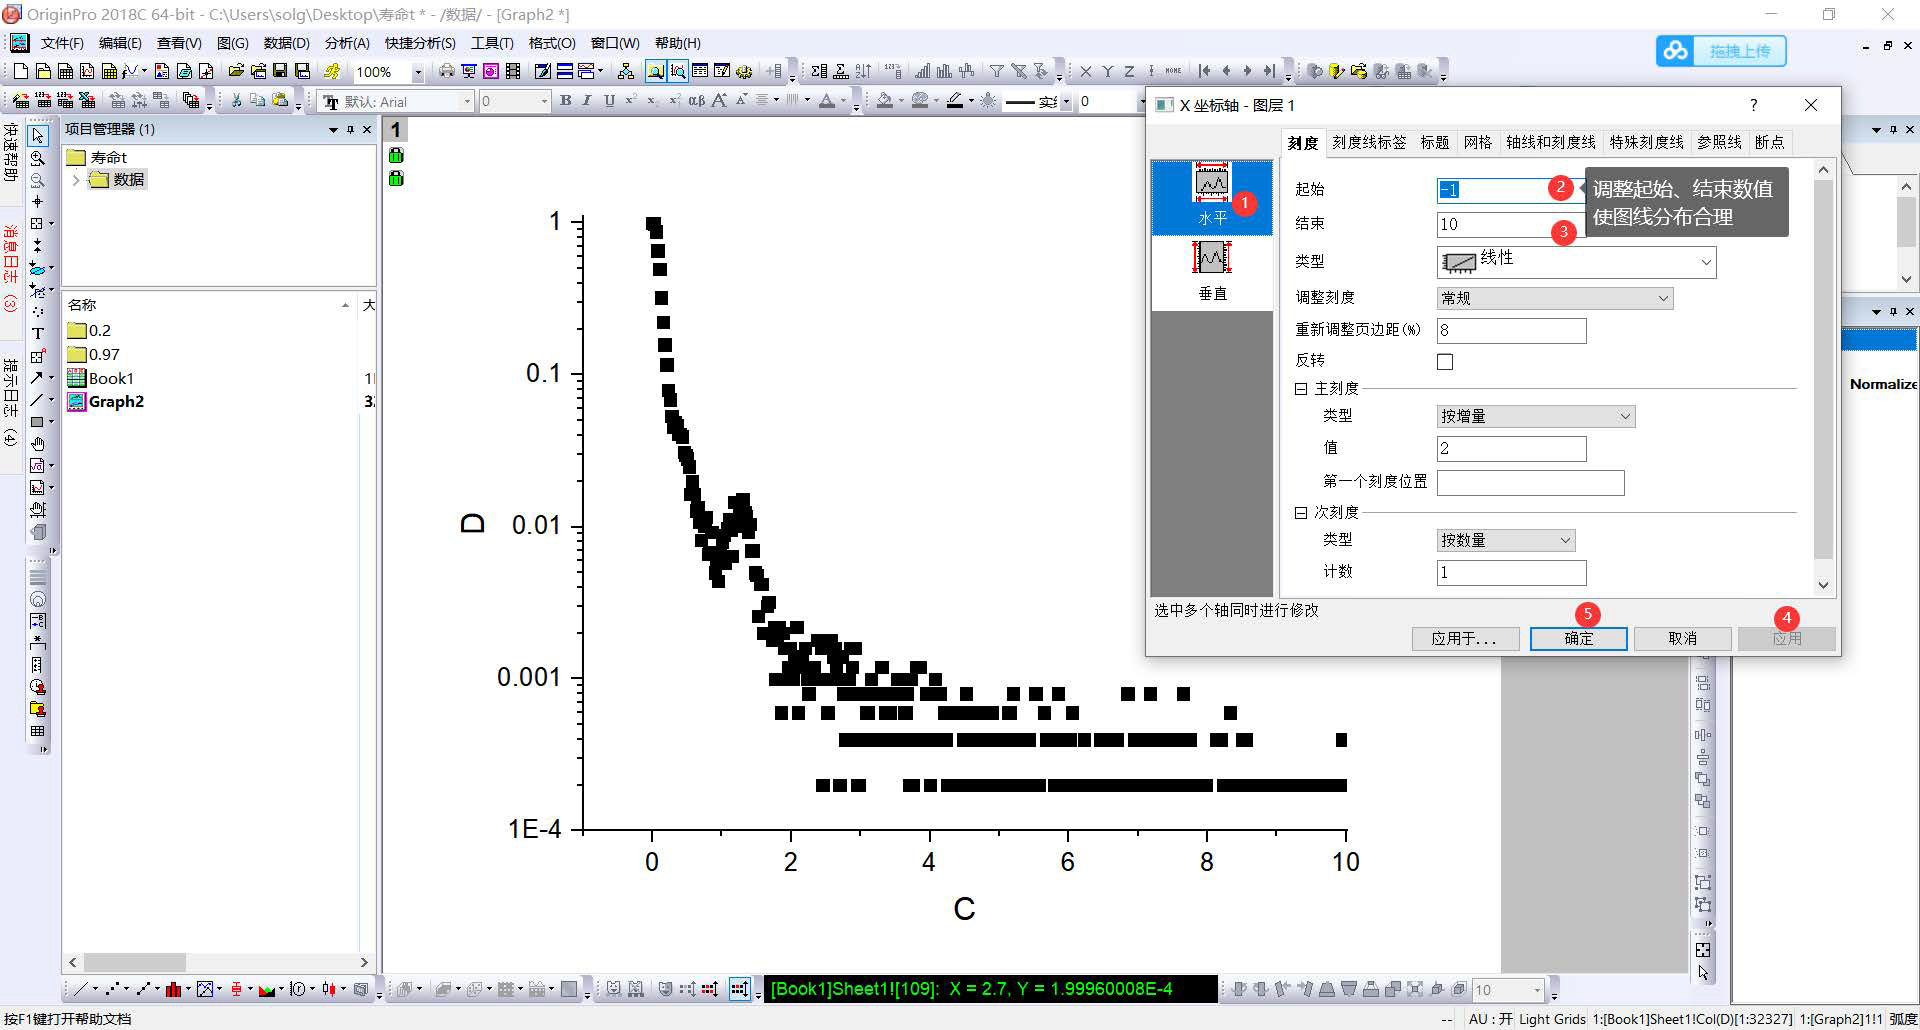 OriginPro 2018C 64-bit - C:\Users\solg\Desktop\寿命t * - /数据/ - [Graph2 *]
文件(F) 编辑(E) 查看(V) 图(G) 数据(D) 分析(A) 快捷分析(S) 工具(T) 格式(O) 窗口(W) 帮助(H)
拖拽上传
100%
默认: Arial
0
B I U
αβ
实线
0
快速帮助
消息日志 (3)
提示日志 (4)
项目管理器 (1)
寿命t
数据
名称
大
0.2
0.97
Book1
Graph2
1
1
0.1
0.01
0.001
1E-4
D
0
2
4
6
8
10
C
X 坐标轴 - 图层 1
?
刻度 刻度线标签 标题 网格 轴线和刻度线 特殊刻度线 参照线 断点
水平
垂直
1
起始
-1
2
调整起始、结束数值
使图线分布合理
结束
10
3
类型
线性
调整刻度
常规
重新调整页边距(%)
8
反转
主刻度
类型
按增量
值
2
第一个刻度位置
次刻度
类型
按数量
计数
1
选中多个轴同时进行修改
5
4
应用于...
确定
取消
应用
[Book1]Sheet1![109]: X = 2.7, Y = 1.99960008E-4
10
按F1键打开帮助文档
-- AU : 开 Light Grids 1:[Book1]Sheet1!Col(D)[1:32327] 1:[Graph2]1!1 弧度